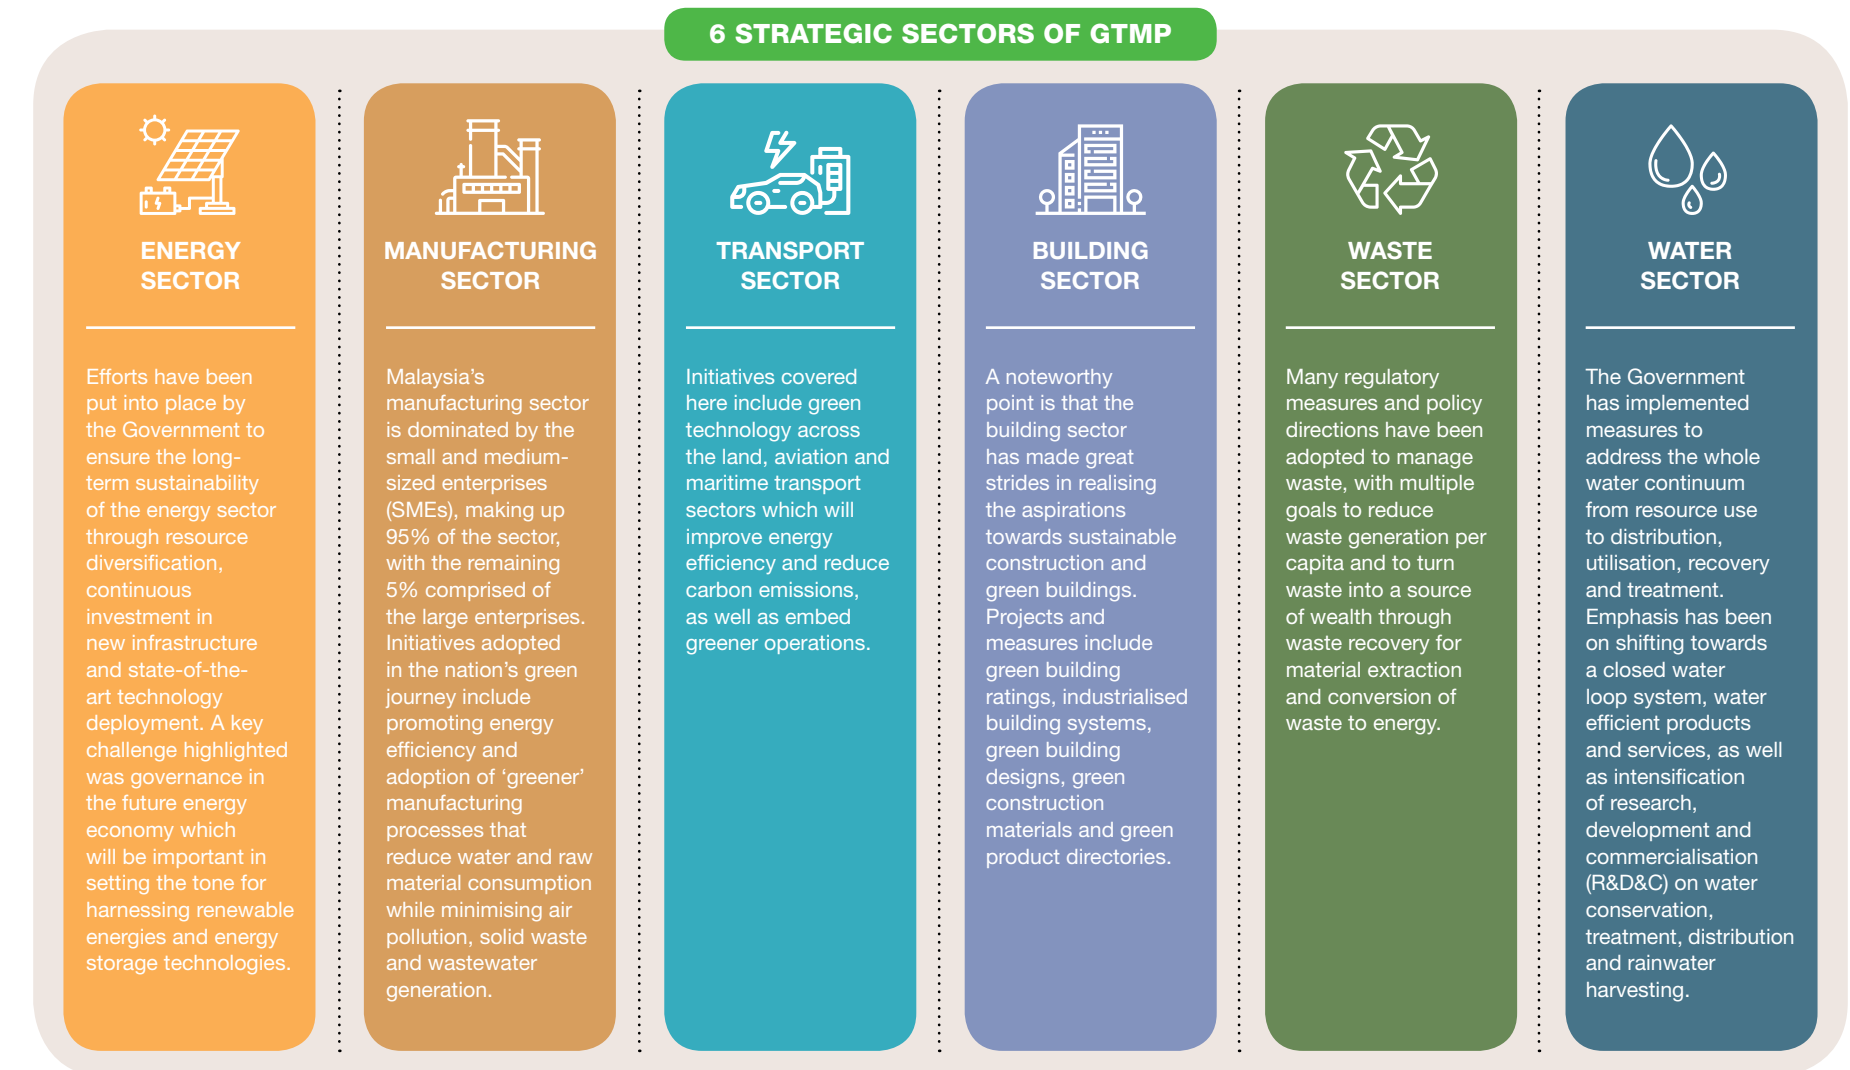 6 STRATEGIC SECTORS OF GTMP
ENERGY
SECTOR
Efforts have been
put into place by
the Government to
ensure the long-
term sustainability
of the energy sector
through resource
diversification,
continuous
investment in
new infrastructure
and state-of-the-
art technology
deployment. A key
challenge highlighted
was governance in
the future energy
economy which
will be important in
setting the tone for
harnessing renewable
energies and energy
storage technologies.
MANUFACTURING
SECTOR
Malaysia’s
manufacturing sector
is dominated by the
small and medium-
sized enterprises
(SMEs), making up
95% of the sector,
with the remaining
5% comprised of
the large enterprises.
Initiatives adopted
in the nation’s green
journey include
promoting energy
efficiency and
adoption of ‘greener’
manufacturing
processes that
reduce water and raw
material consumption
while minimising air
pollution, solid waste
and wastewater
generation.
TRANSPORT
SECTOR
Initiatives covered
here include green
technology across
the land, aviation and
maritime transport
sectors which will
improve energy
efficiency and reduce
carbon emissions,
as well as embed
greener operations.
BUILDING
SECTOR
A noteworthy
point is that the
building sector
has made great
strides in realising
the aspirations
towards sustainable
construction and
green buildings.
Projects and
measures include
green building
ratings, industrialised
building systems,
green building
designs, green
construction
materials and green
product directories.
WASTE
SECTOR
Many regulatory
measures and policy
directions have been
adopted to manage
waste, with multiple
goals to reduce
waste generation per
capita and to turn
waste into a source
of wealth through
waste recovery for
material extraction
and conversion of
waste to energy.
WATER
SECTOR
The Government
has implemented
measures to
address the whole
water continuum
from resource use
to distribution,
utilisation, recovery
and treatment.
Emphasis has been
on shifting towards
a closed water
loop system, water
efficient products
and services, as well
as intensification
of research,
development and
commercialisation
(R&D&C) on water
conservation,
treatment, distribution
and rainwater
harvesting.